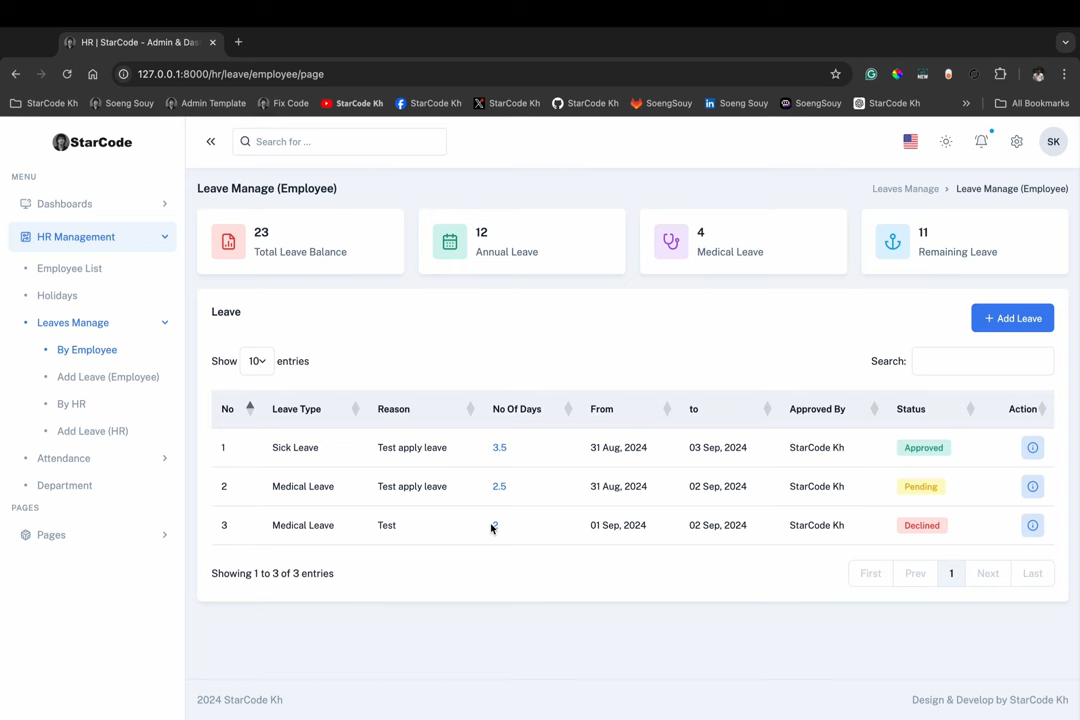 HR | StarCode - Admin & Das
127.0.0.1:8000/hr/leave/employee/page
StarCode Kh
Soeng Souy
Admin Template
Fix Code
StarCode Kh
StarCode Kh
StarCode Kh
StarCode Kh
SoengSouy
Soeng Souy
SoengSouy
StarCode Kh
»
All Bookmarks
StarCode
Search for ...
SK
MENU
Dashboards
HR Management
Employee List
Holidays
Leaves Manage
By Employee
Add Leave (Employee)
By HR
Add Leave (HR)
Attendance
Department
PAGES
Pages
Leave Manage (Employee)
Leaves Manage › Leave Manage (Employee)
23
Total Leave Balance
12
Annual Leave
4
Medical Leave
11
Remaining Leave
Leave
+ Add Leave
Show 10 entries
Search:
No Leave Type Reason No Of Days From to Approved By Status Action
1 Sick Leave Test apply leave 3.5 31 Aug, 2024 03 Sep, 2024 StarCode Kh Approved
2 Medical Leave Test apply leave 2.5 31 Aug, 2024 02 Sep, 2024 StarCode Kh Pending
3 Medical Leave Test 2 01 Sep, 2024 02 Sep, 2024 StarCode Kh Declined
Showing 1 to 3 of 3 entries
First Prev 1 Next Last
2024 StarCode Kh
Design & Develop by StarCode Kh